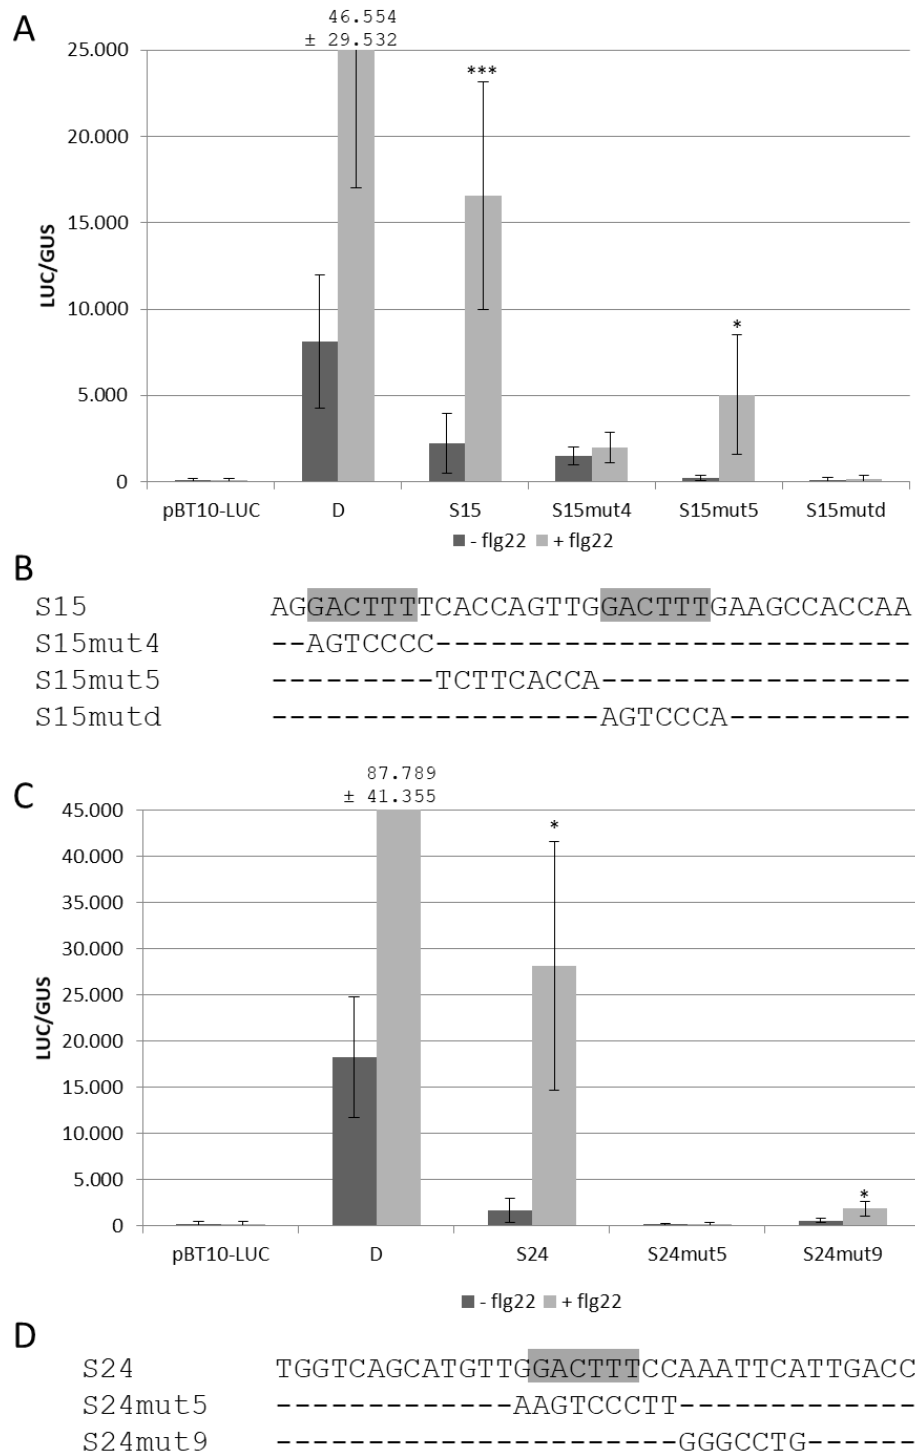 A
46.554
± 29.532
25.000
20.000
15.000
10.000
5.000
0
LUC/GUS
***
*
pBT10-LUC D S15 S15mut4 S15mut5 S15mutd
- flg22 + flg22
B
S15 AGGACTTTTCACCAGTTGGACTTTGAAGCCACCAA
S15mut4 --AGTCCCC--------------------------
S15mut5 ---------TCTTCACCA-----------------
S15mutd ------------------AGTCCCA----------
C
87.789
± 41.355
45.000
40.000
35.000
30.000
25.000
20.000
15.000
10.000
5.000
0
LUC/GUS
*
*
pBT10-LUC D S24 S24mut5 S24mut9
- flg22 + flg22
D
S24 TGGTCAGCATGTTGGACTTTCCAAATTCATTGACC
S24mut5 -------------AAGTCCCTT-------------
S24mut9 ----------------------GGGCCTG------